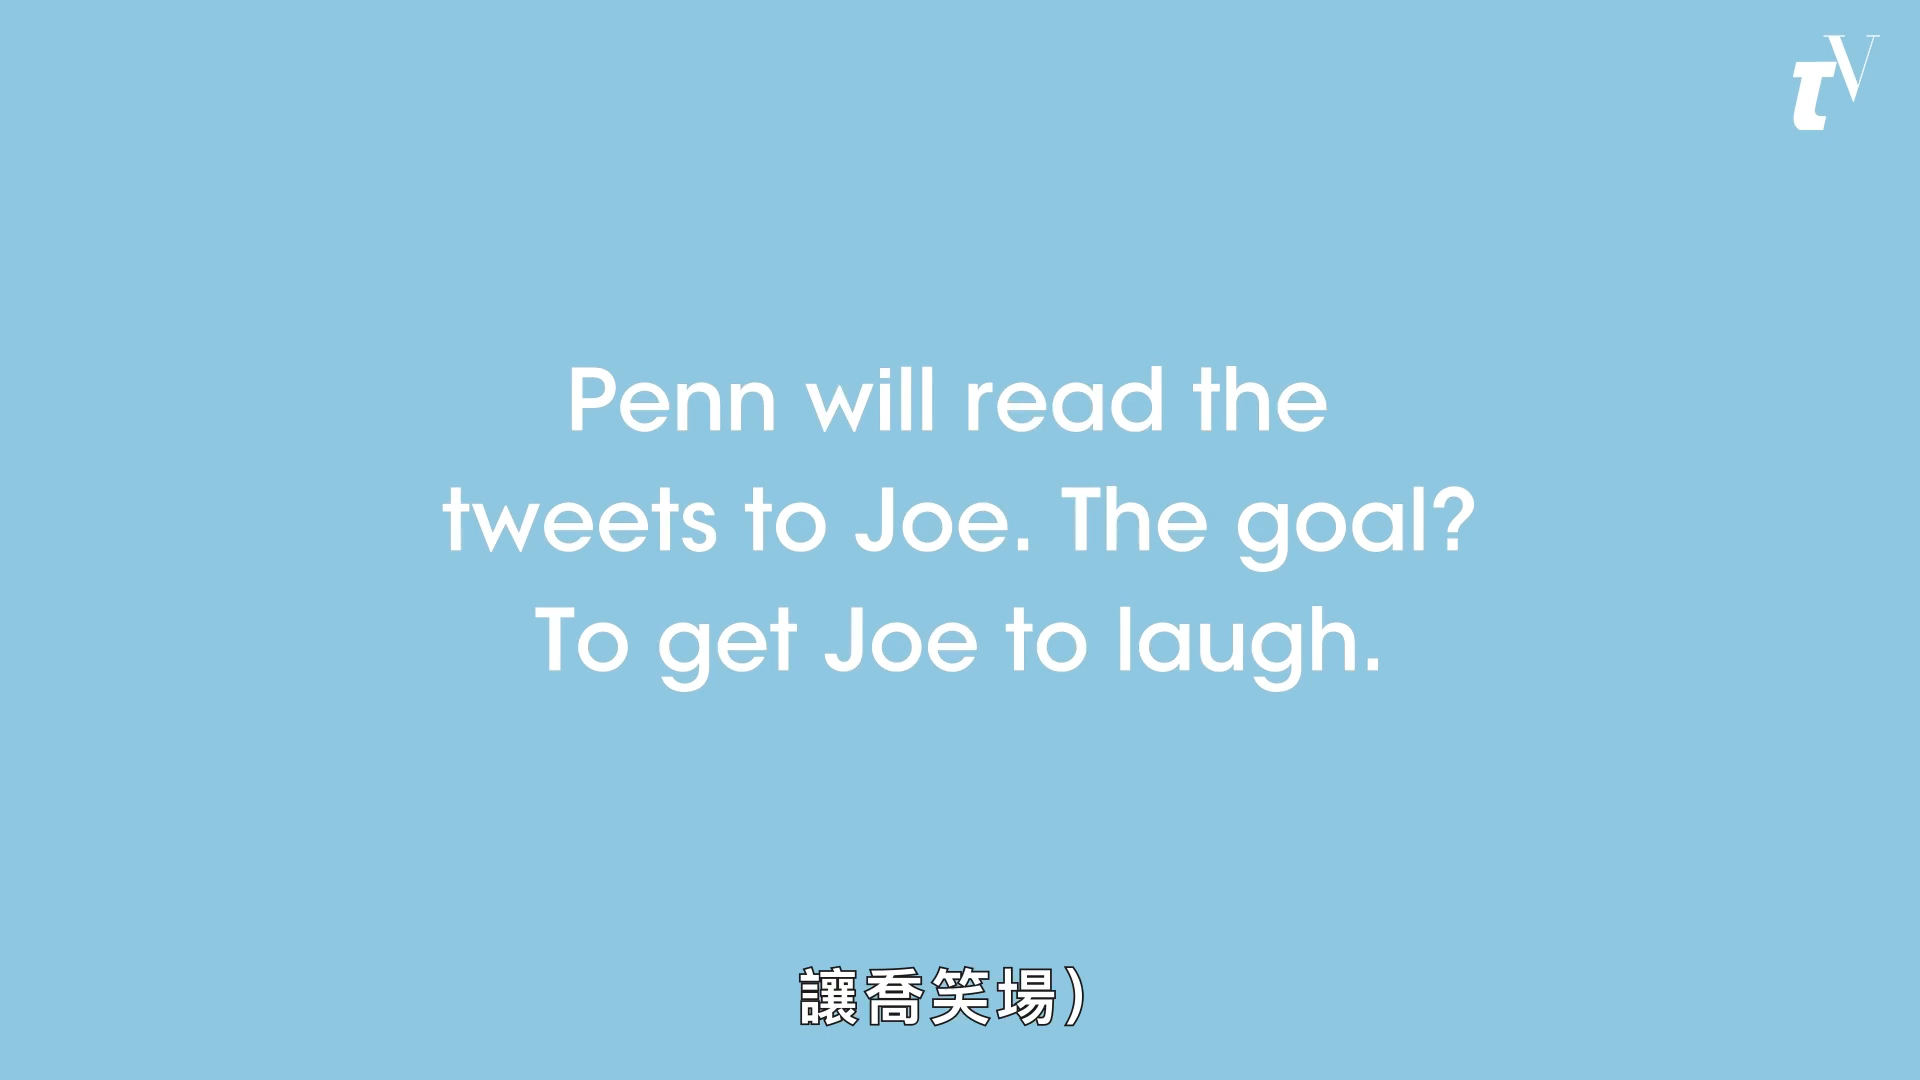 tV
Penn will read the
tweets to Joe. The goal?
To get Joe to laugh.
讓喬笑場）